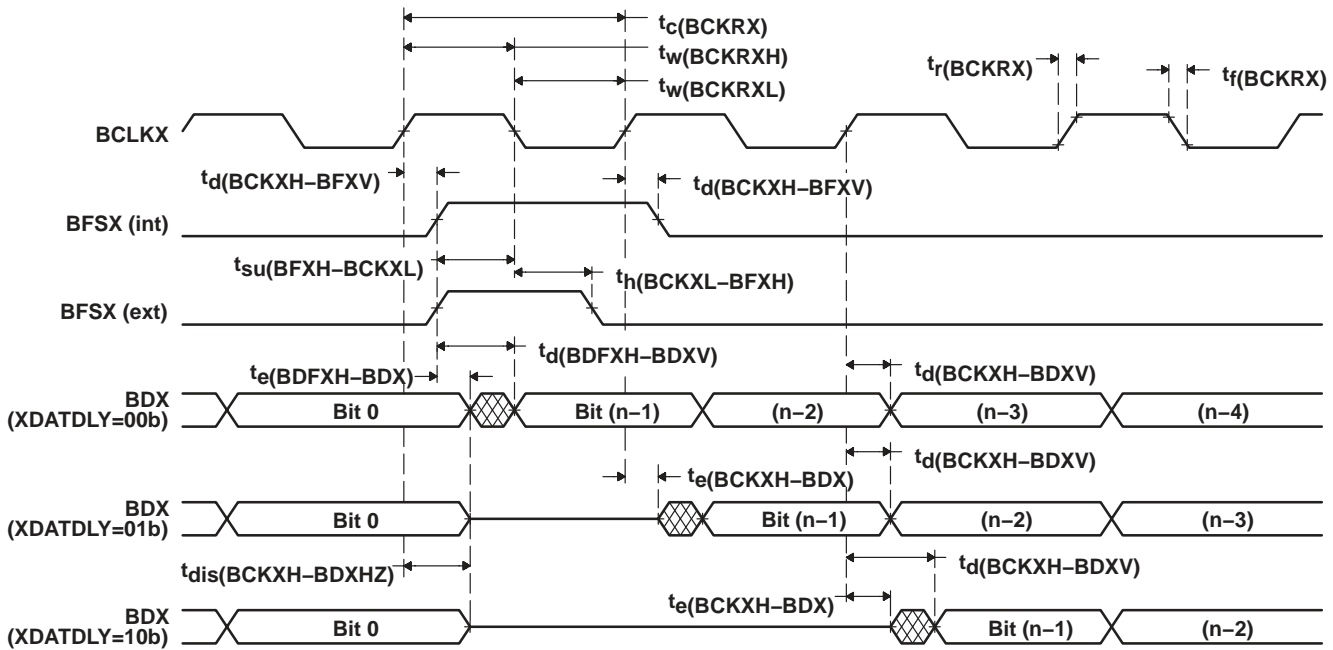 tc(BCKRX)
tw(BCKRXH)
tr(BCKRX)
tf(BCKRX)
tw(BCKRXL)
BCLKX
td(BCKXH−BFXV)
td(BCKXH−BFXV)
BFSX (int)
tsu(BFXH−BCKXL)
th(BCKXL−BFXH)
BFSX (ext)
td(BDFXH−BDXV)
te(BDFXH−BDX)
td(BCKXH−BDXV)
BDX
(XDATDLY=00b)
Bit 0
Bit (n−1)
(n−2)
(n−3)
(n−4)
td(BCKXH−BDXV)
te(BCKXH−BDX)
BDX
(XDATDLY=01b)
Bit 0
Bit (n−1)
(n−2)
(n−3)
tdis(BCKXH−BDXHZ)
td(BCKXH−BDXV)
te(BCKXH−BDX)
BDX
(XDATDLY=10b)
Bit 0
Bit (n−1)
(n−2)